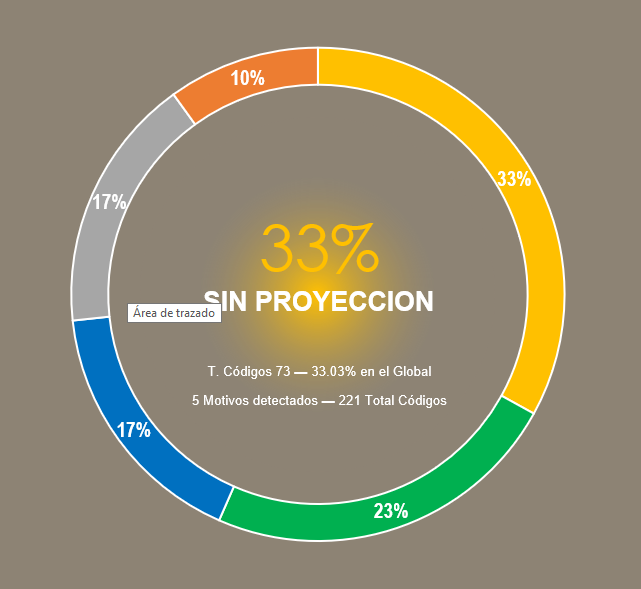 10%
33%
17%
33%
SIN PROYECCION
Área de trazado
T. Códigos 73 — 33.03% en el Global
5 Motivos detectados — 221 Total Códigos
17%
23%